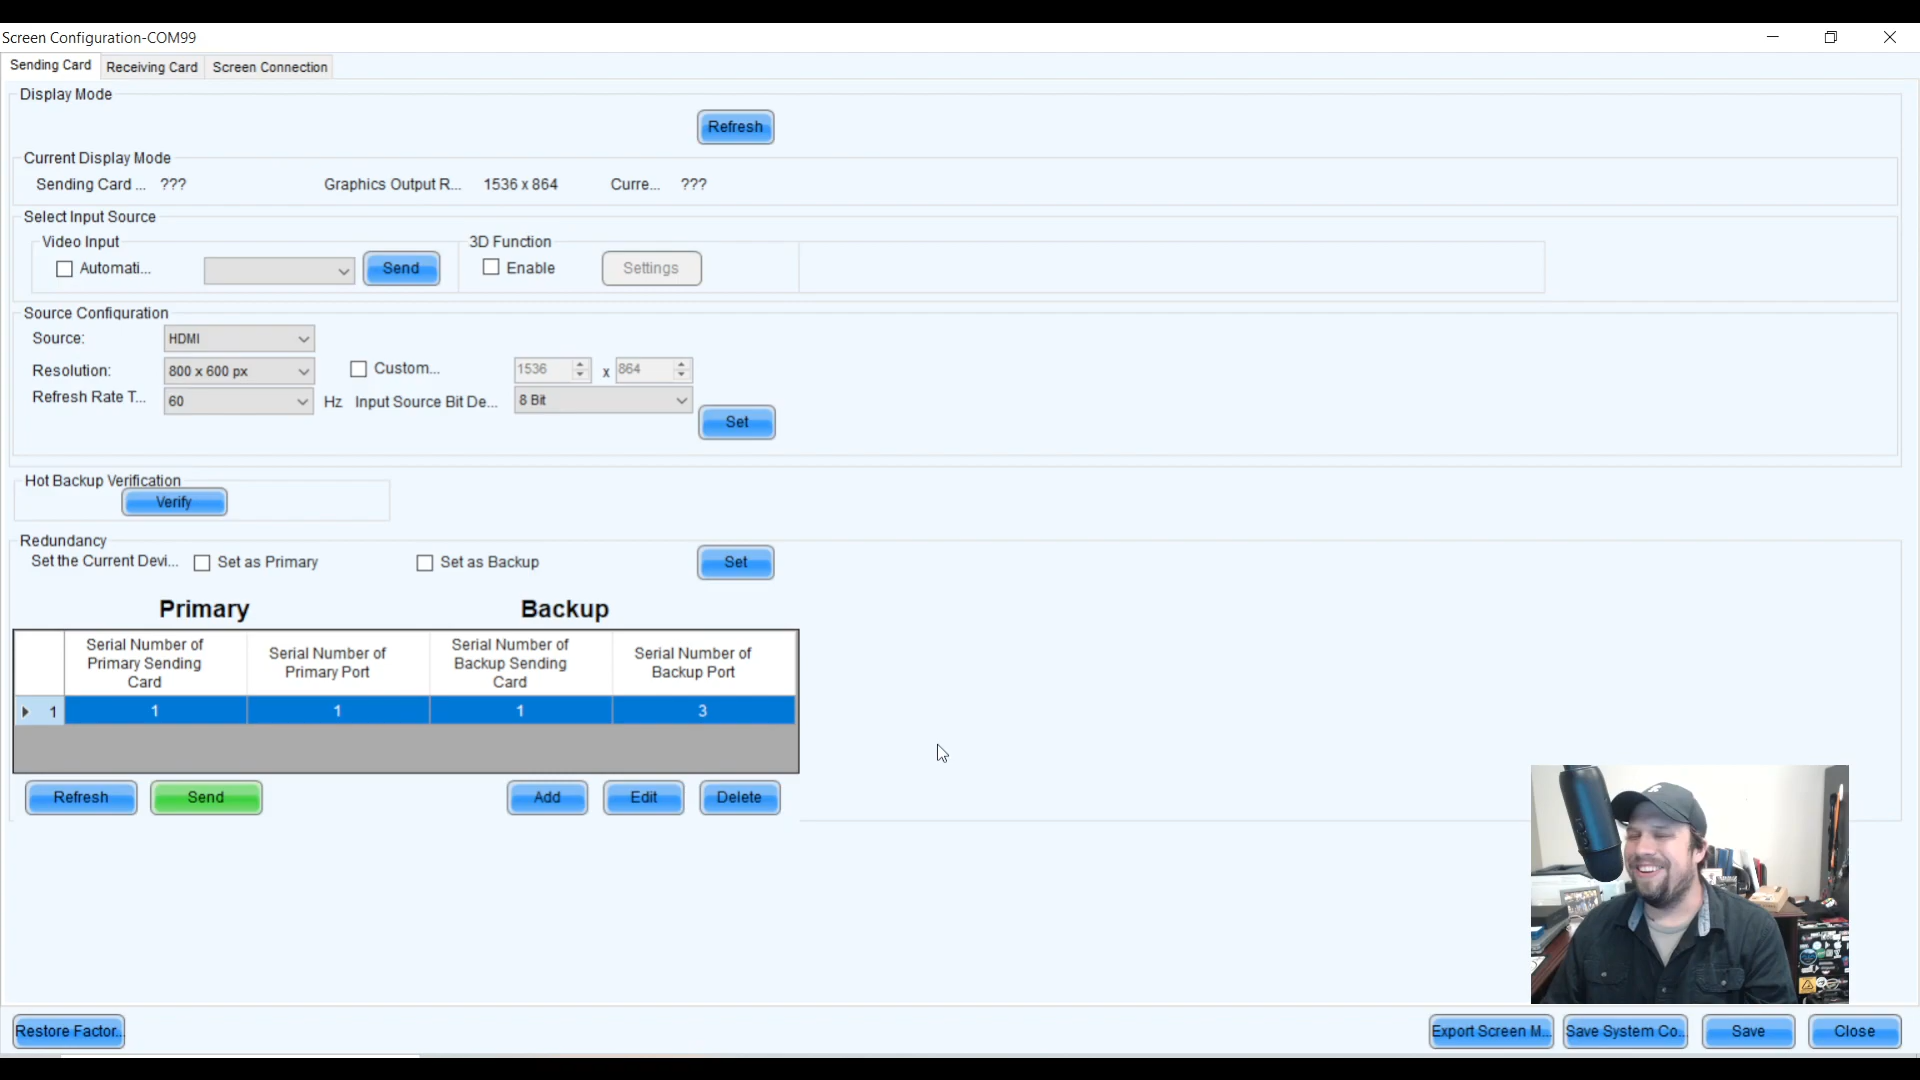 Screen Configuration-COM99
Sending Card Receiving Card Screen Connection
Display Mode
Refresh
Current Display Mode
Sending Card ... ??? Graphics Output R... 1536 x 864 Curre... ???
Select Input Source
Video Input 3D Function
Automati... Send Enable Settings
Source Configuration
Source: HDMI
Resolution: 800 x 600 px Custom... 1536 x 864
Refresh Rate T... 60 Hz Input Source Bit De... 8 Bit
Set
Hot Backup Verification
Verify
Redundancy
Set the Current Devi... Set as Primary Set as Backup Set
Primary Backup
Serial Number of Primary Sending Card
Serial Number of Primary Port
Serial Number of Backup Sending Card
Serial Number of Backup Port
1 1 1 1 3
Refresh Send Add Edit Delete
Restore Factor... Export Screen M... Save System Co... Save Close